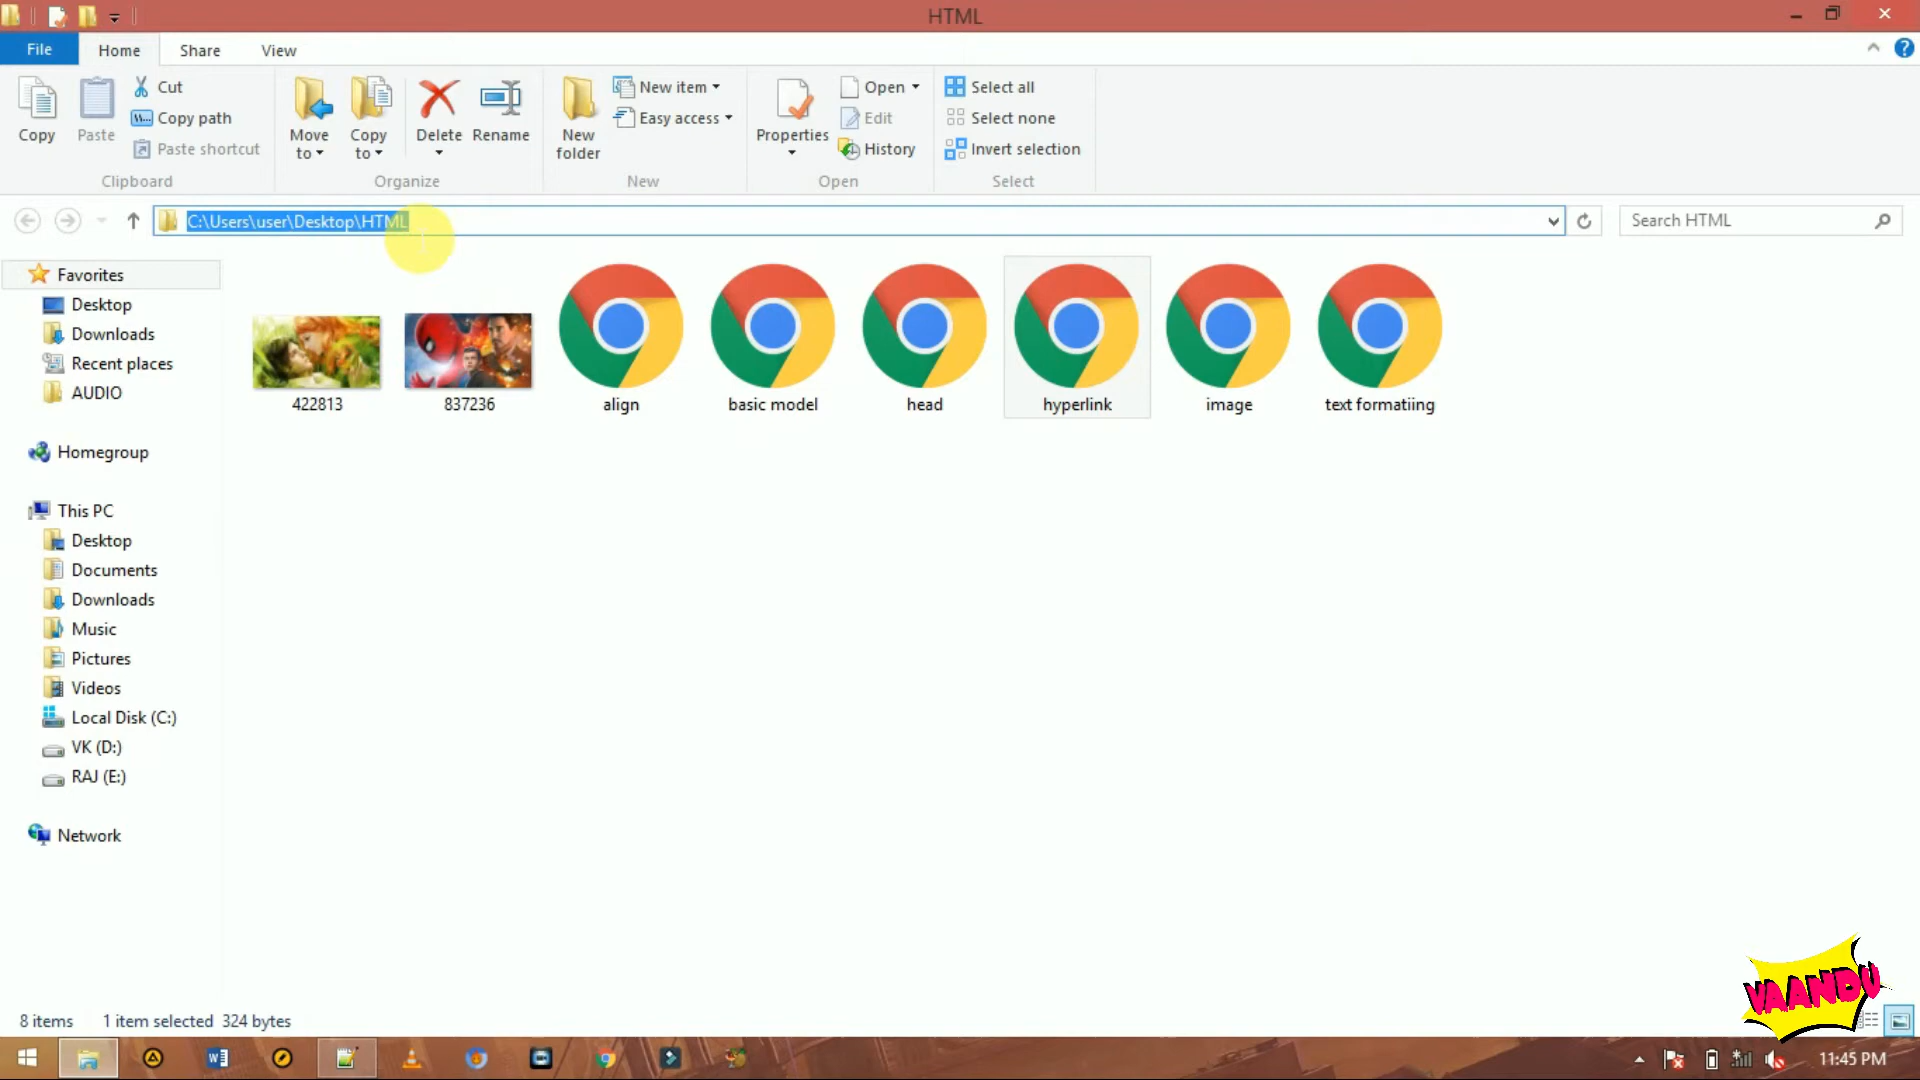 HTML
File
Home
Share
View
Copy
Paste
Cut
Copy path
Paste shortcut
Clipboard
Move to
Copy to
Delete
Rename
Organize
New folder
New item
Easy access
New
Properties
Open
Edit
History
Open
Select all
Select none
Invert selection
Select
C:\Users\user\Desktop\HTML
Search HTML
Favorites
Desktop
Downloads
Recent places
AUDIO
Homegroup
This PC
Desktop
Documents
Downloads
Music
Pictures
Videos
Local Disk (C:)
VK (D:)
RAJ (E:)
Network
422813
837236
align
basic model
head
hyperlink
image
text formatiing
VAANDU
8 items 1 item selected 324 bytes
11:45 PM